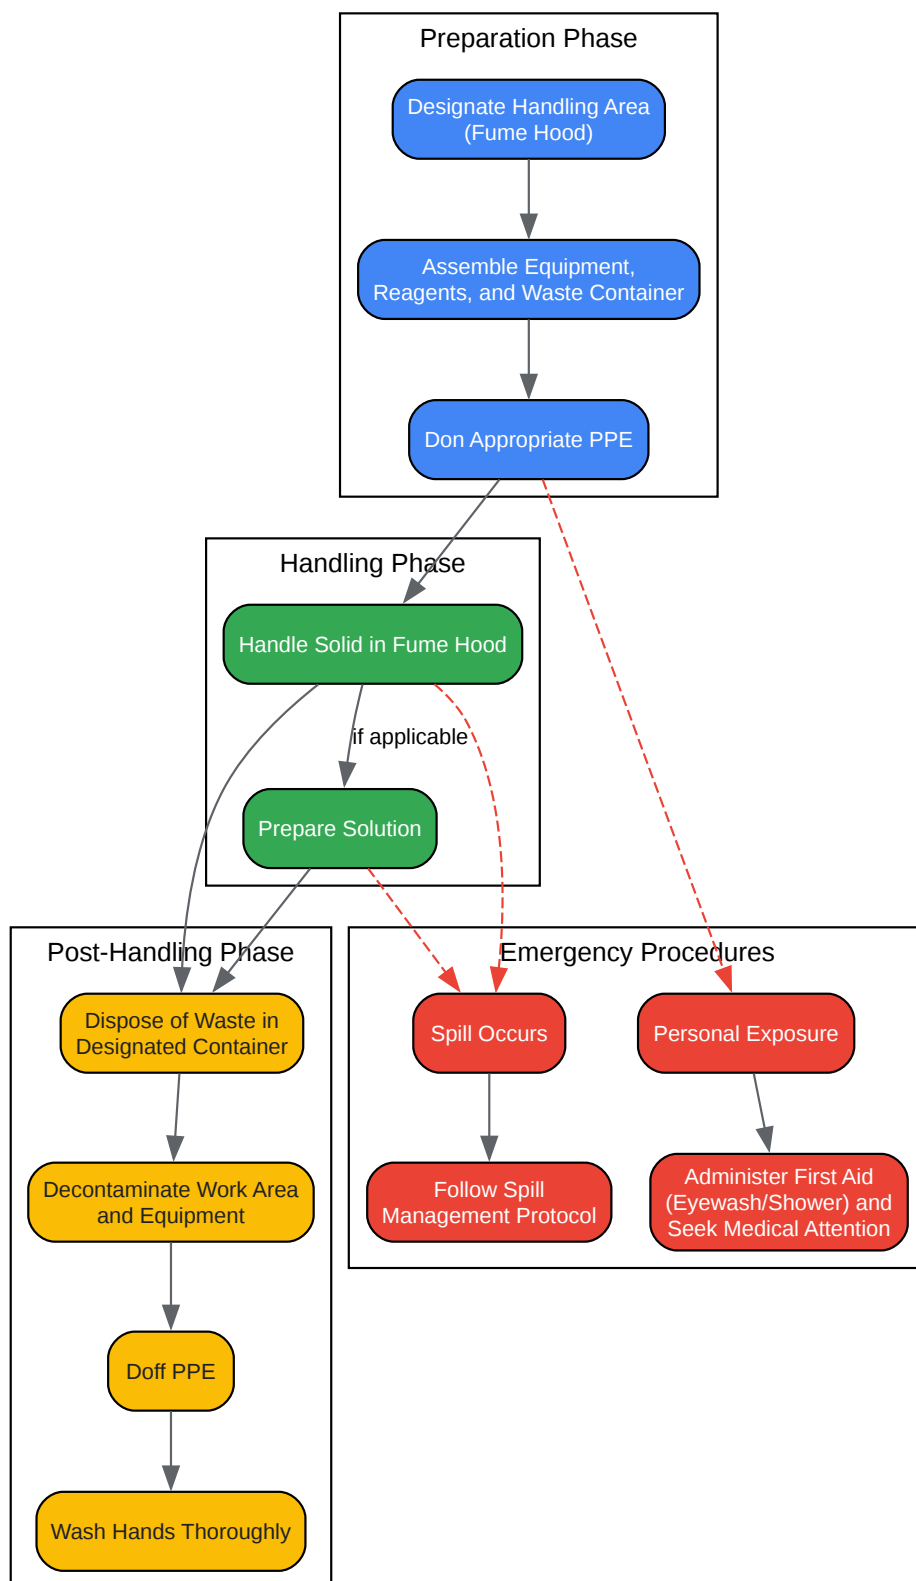 Preparation Phase
Designate Handling Area
(Fume Hood)
Assemble Equipment,
Reagents, and Waste Container
Don Appropriate PPE
Handling Phase
Handle Solid in Fume Hood
if applicable
Prepare Solution
Post-Handling Phase
Dispose of Waste in
Designated Container
Decontaminate Work Area
and Equipment
Doff PPE
Wash Hands Thoroughly
Emergency Procedures
Spill Occurs
Personal Exposure
Follow Spill
Management Protocol
Administer First Aid
(Eyewash/Shower) and
Seek Medical Attention